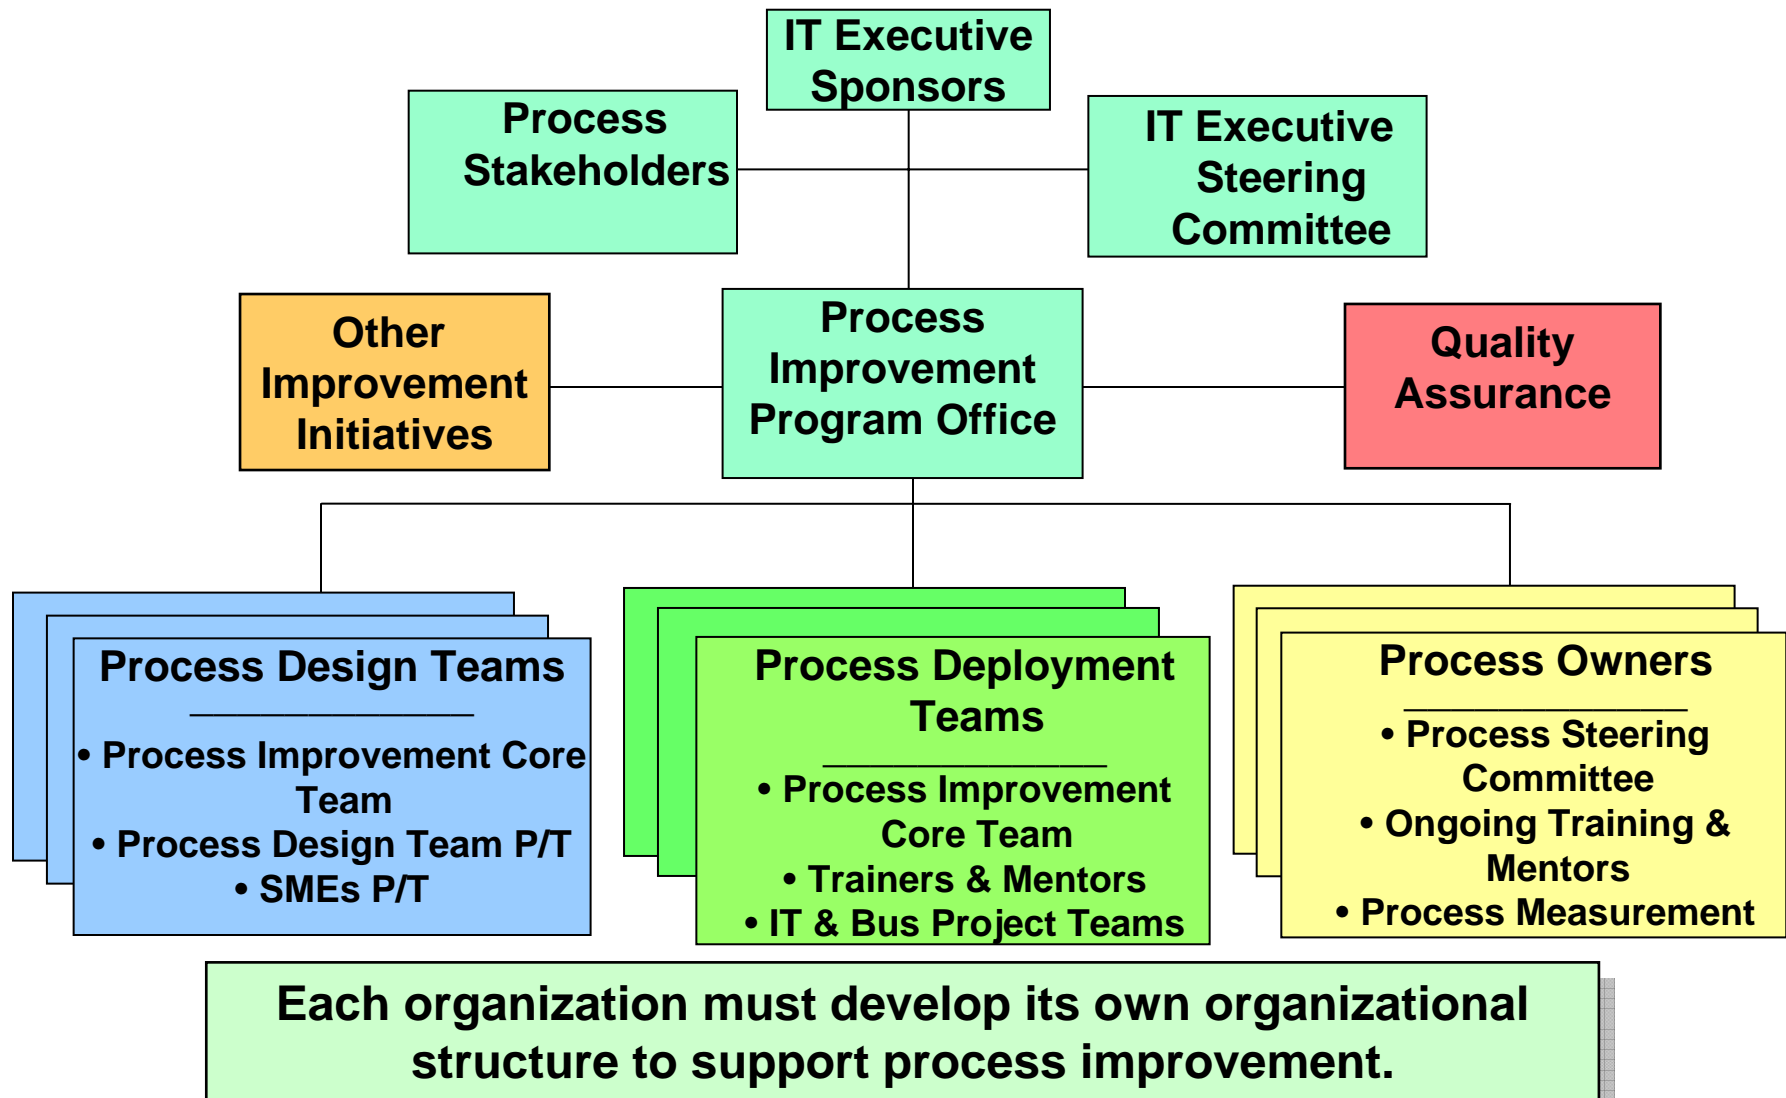 IT Executive
Sponsors
Process
Stakeholders
IT Executive
Steering
Committee
Other
Improvement
Initiatives
Process
Improvement
Program Office
Quality
Assurance
Process Design Teams
• Process Improvement Core
Team
• Process Design Team P/T
• SMEs P/T
Process Deployment
Teams
• Process Improvement
Core Team
• Trainers & Mentors
• IT & Bus Project Teams
Process Owners
• Process Steering
Committee
• Ongoing Training &
Mentors
• Process Measurement
Each organization must develop its own organizational
structure to support process improvement.